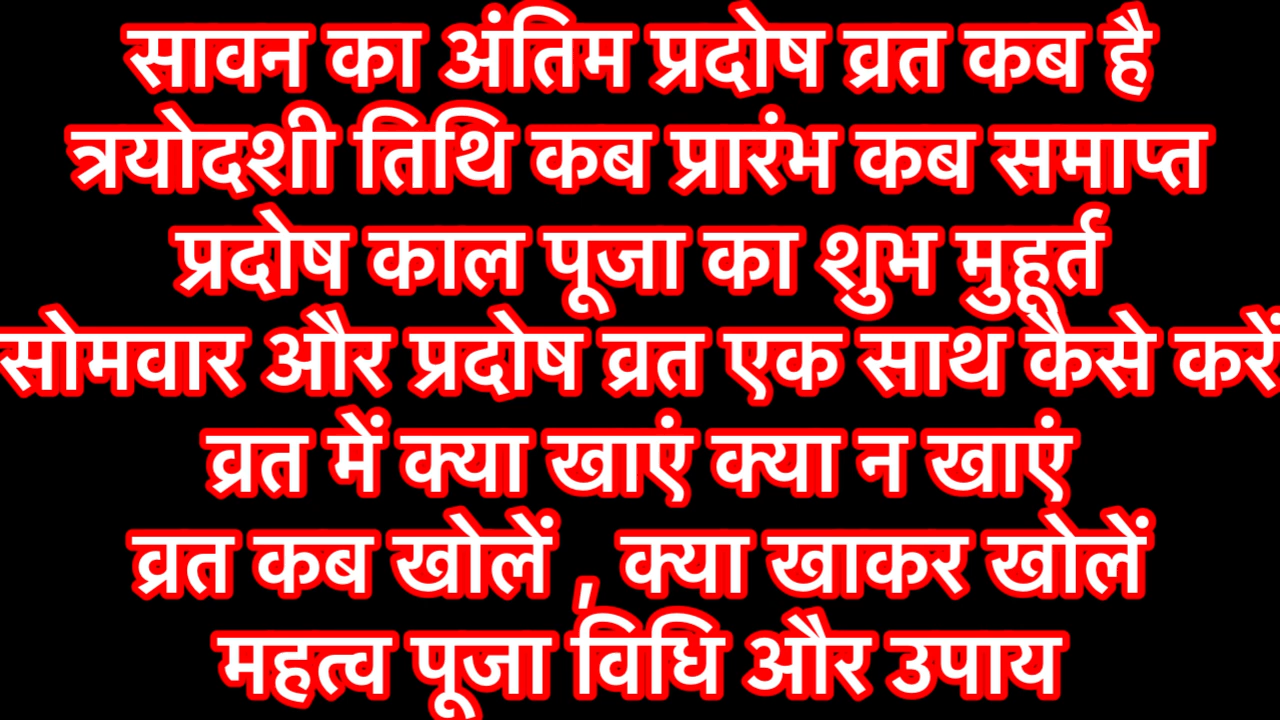 सावन का अंतिम प्रदोष व्रत कब है
त्रयोदशी तिथि कब प्रारंभ कब समाप्त
प्रदोष काल पूजा का शुभ मुहूर्त
सोमवार और प्रदोष व्रत एक साथ कैसे करें
व्रत में क्या खाएं क्या न खाएं
व्रत कब खोलें , क्या खाकर खोलें
महत्व पूजा विधि और उपाय